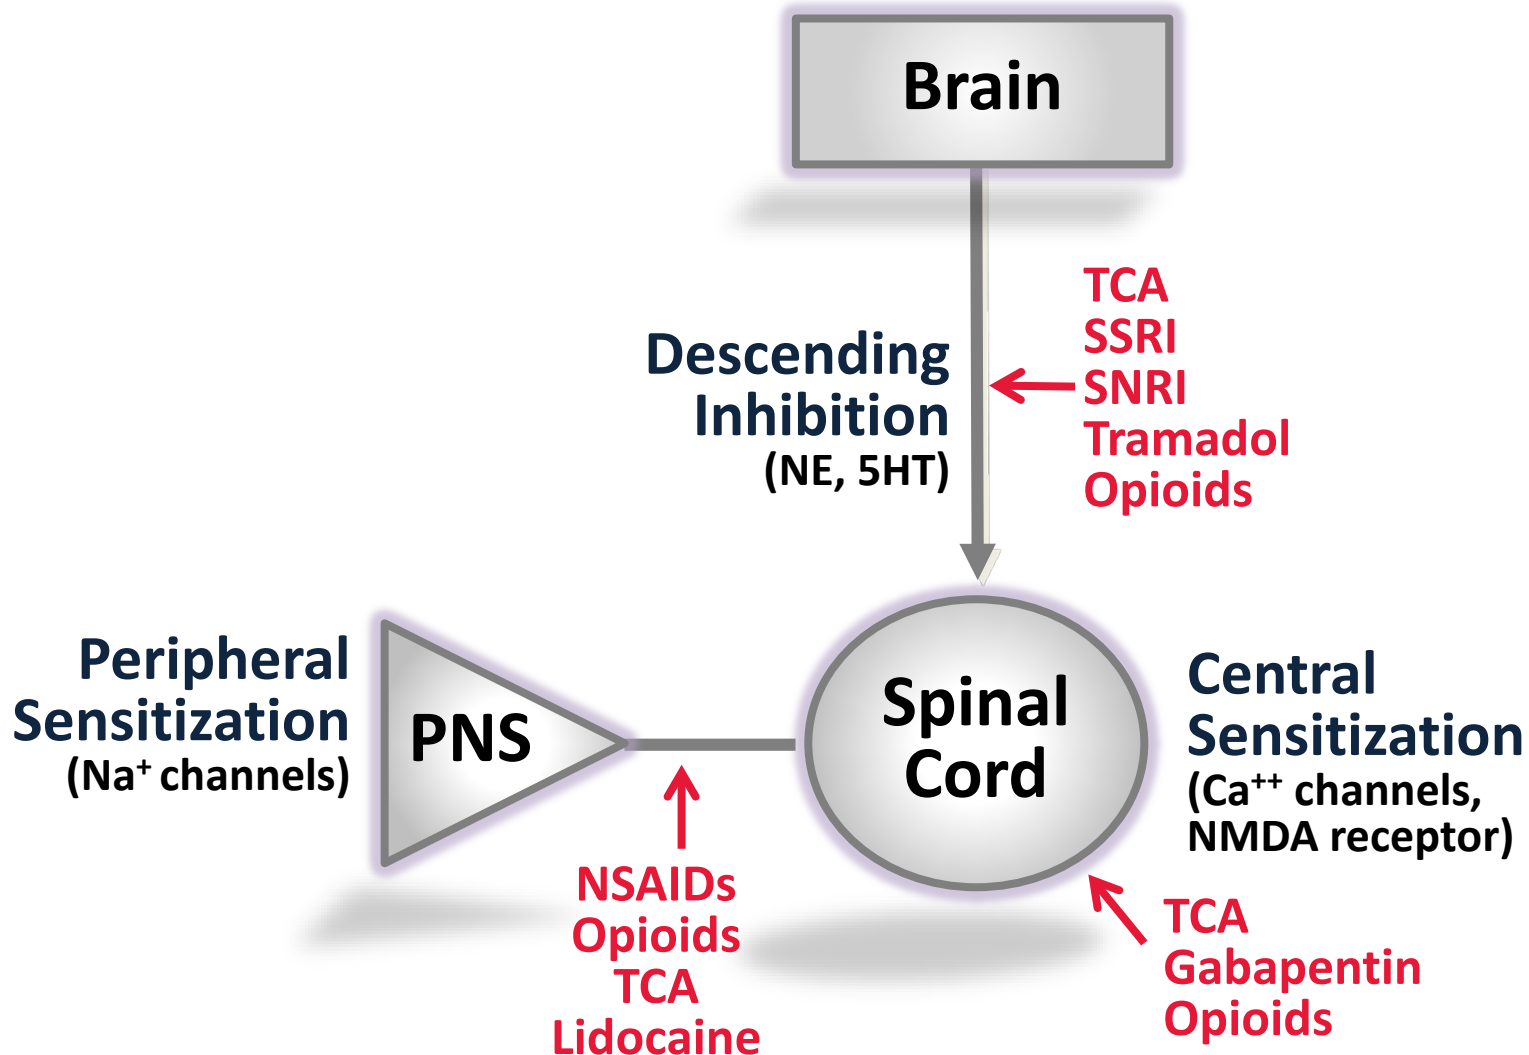 Brain
TCA
SSRI
SNRI
Tramadol
Opioids
Descending
Inhibition
(NE, 5HT)
Peripheral
Sensitization
(Na⁺ channels)
PNS
Spinal
Cord
Central
Sensitization
(Ca⁺⁺ channels,
NMDA receptor)
NSAIDs
Opioids
TCA
Lidocaine
TCA
Gabapentin
Opioids